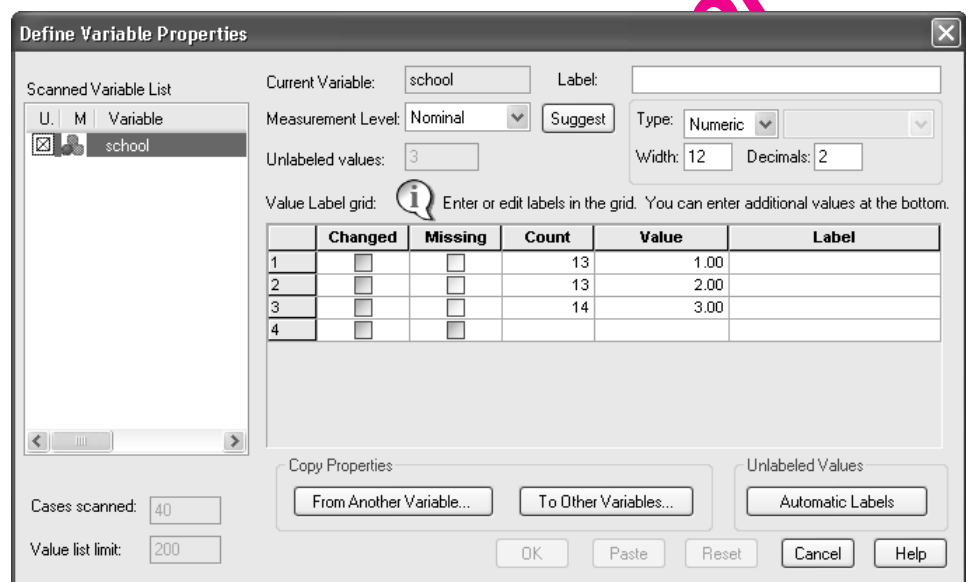 Define Variable Properties
Scanned Variable List
U. M Variable
school
Cases scanned: 40
Value list limit: 200
Current Variable: school Label:
Measurement Level: Nominal Suggest Type: Numeric
Unlabeled values: 3 Width: 12 Decimals: 2
Value Label grid: Enter or edit labels in the grid. You can enter additional values at the bottom.
Changed Missing Count Value Label
1 13 1.00
2 13 2.00
3 14 3.00
4
Copy Properties Unlabeled Values
From Another Variable... To Other Variables... Automatic Labels
OK Paste Reset Cancel Help